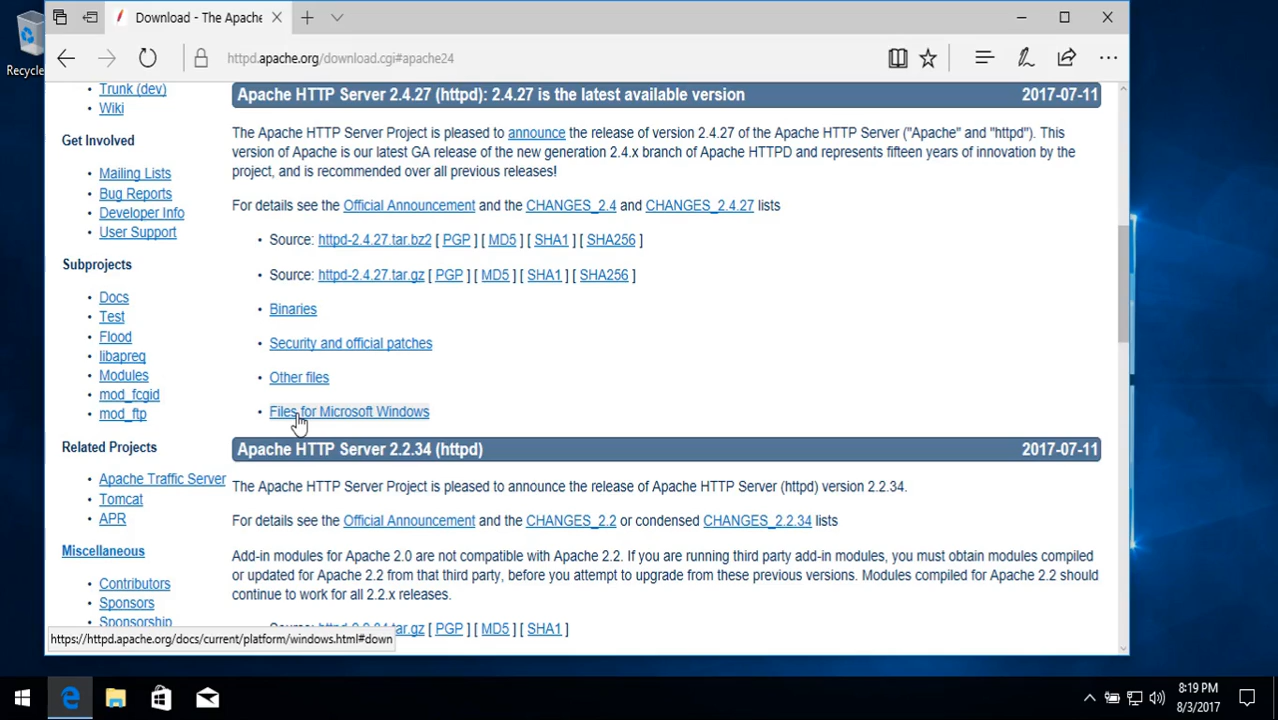 Download - The Apache
httpd.apache.org/download.cgi#apache24
Recycle
Trunk (dev)
Wiki
Get Involved
Mailing Lists
Bug Reports
Developer Info
User Support
Subprojects
Docs
Test
Flood
libapreq
Modules
mod_fcgid
mod_ftp
Related Projects
Apache Traffic Server
Tomcat
APR
Miscellaneous
Contributors
Sponsors
Sponsorship
Apache HTTP Server 2.4.27 (httpd): 2.4.27 is the latest available version 2017-07-11
The Apache HTTP Server Project is pleased to announce the release of version 2.4.27 of the Apache HTTP Server ("Apache" and "httpd"). This
version of Apache is our latest GA release of the new generation 2.4.x branch of Apache HTTPD and represents fifteen years of innovation by the
project, and is recommended over all previous releases!
For details see the Official Announcement and the CHANGES_2.4 and CHANGES_2.4.27 lists
• Source: httpd-2.4.27.tar.bz2 [ PGP ] [ MD5 ] [ SHA1 ] [ SHA256 ]
• Source: httpd-2.4.27.tar.gz [ PGP ] [ MD5 ] [ SHA1 ] [ SHA256 ]
• Binaries
• Security and official patches
• Other files
• Files for Microsoft Windows
Apache HTTP Server 2.2.34 (httpd) 2017-07-11
The Apache HTTP Server Project is pleased to announce the release of Apache HTTP Server (httpd) version 2.2.34.
For details see the Official Announcement and the CHANGES_2.2 or condensed CHANGES_2.2.34 lists
Add-in modules for Apache 2.0 are not compatible with Apache 2.2. If you are running third party add-in modules, you must obtain modules compiled
or updated for Apache 2.2 from that third party, before you attempt to upgrade from these previous versions. Modules compiled for Apache 2.2 should
continue to work for all 2.2.x releases.
tar.gz [ PGP ] [ MD5 ] [ SHA1 ]
https://httpd.apache.org/docs/current/platform/windows.html#down
8:19 PM
8/3/2017